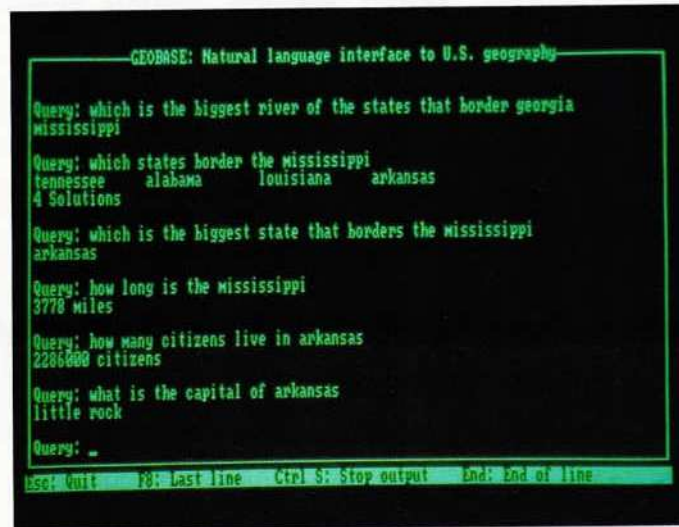 GEOBASE: Natural language interface to U.S. geography
Query: which is the biggest river of the states that border georgia
mississippi
Query: which states border the mississippi
tennessee alabama louisiana arkansas
4 Solutions
Query: which is the biggest state that borders the mississippi
arkansas
Query: how long is the mississippi
3778 miles
Query: how many citizens live in arkansas
2286000 citizens
Query: what is the capital of arkansas
little rock
Query: _
Esc: Quit F8: Last line Ctrl S: Stop output End: End of line